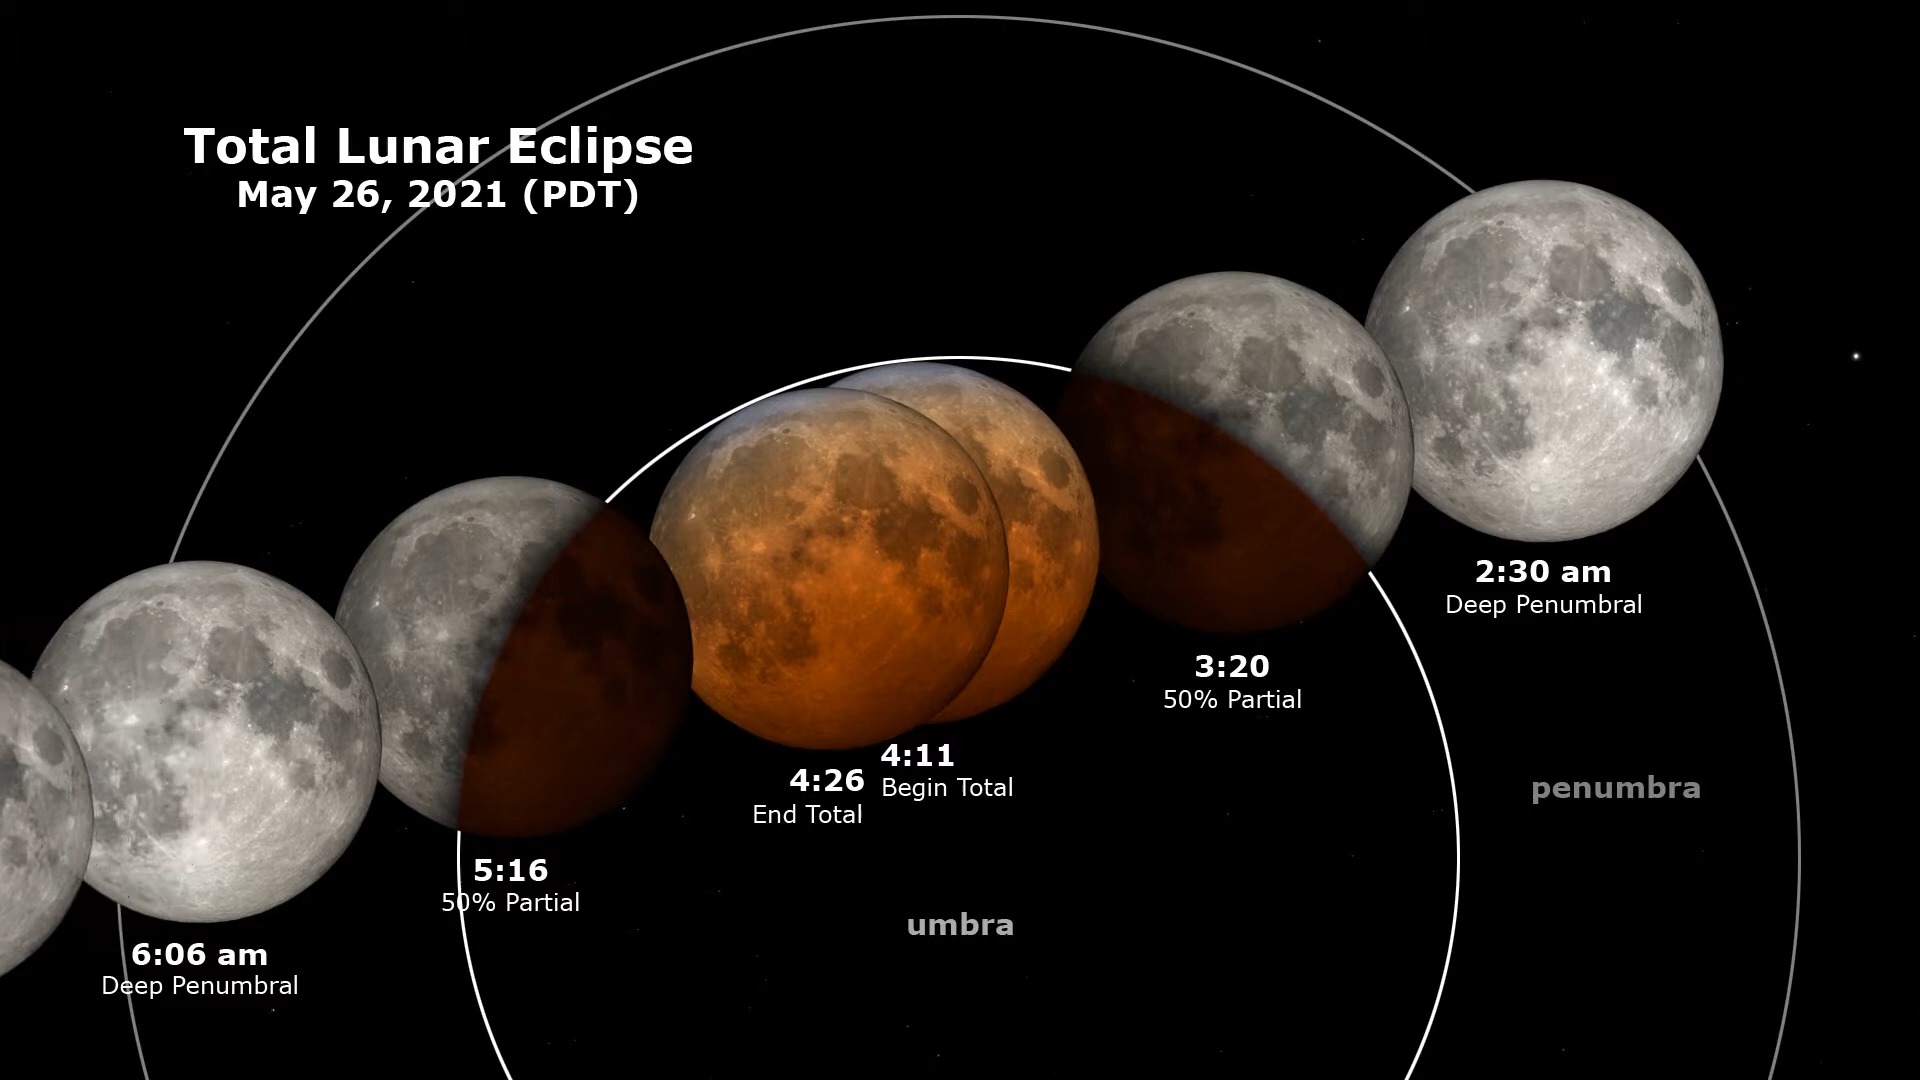 Total Lunar Eclipse
May 26, 2021 (PDT)
2:30 am
Deep Penumbral
3:20
50% Partial
4:11
Begin Total
4:26
End Total
5:16
50% Partial
6:06 am
Deep Penumbral
penumbra
umbra